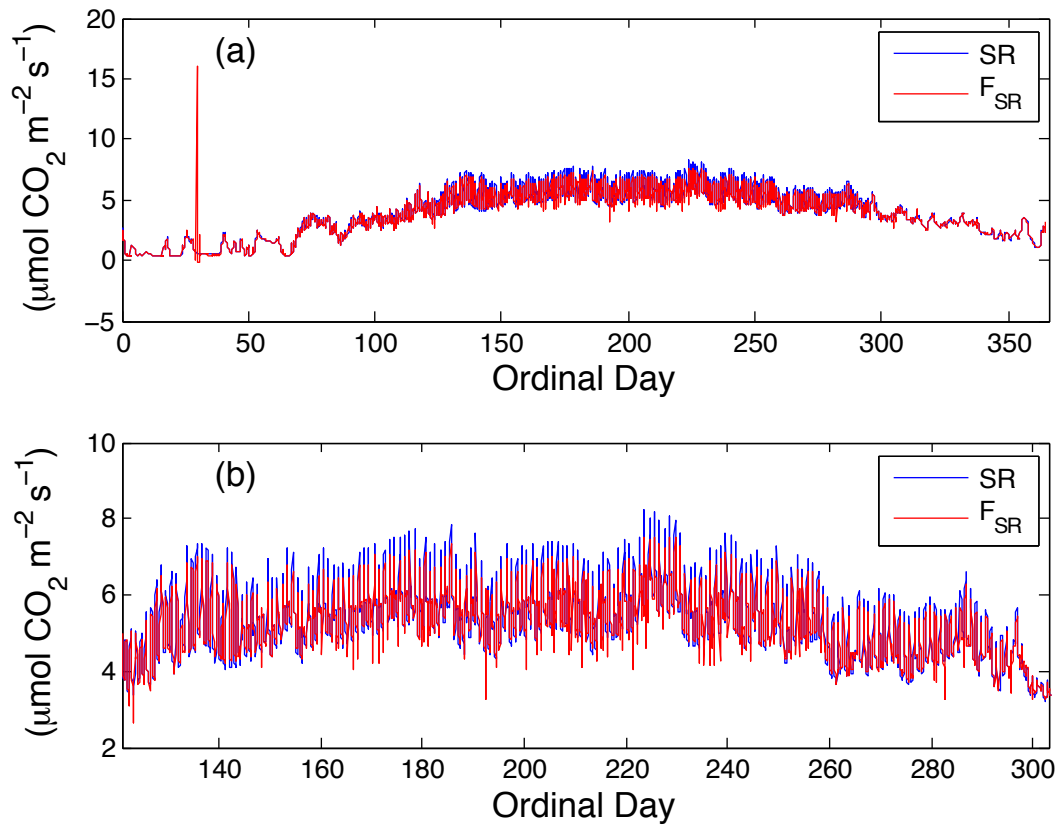 (a)
SR
F_SR
20
15
10
5
0
−5
(μmol CO₂ m⁻² s⁻¹)
0 50 100 150 200 250 300 350
Ordinal Day
(b)
SR
F_SR
10
8
6
4
2
(μmol CO₂ m⁻² s⁻¹)
140 160 180 200 220 240 260 280 300
Ordinal Day